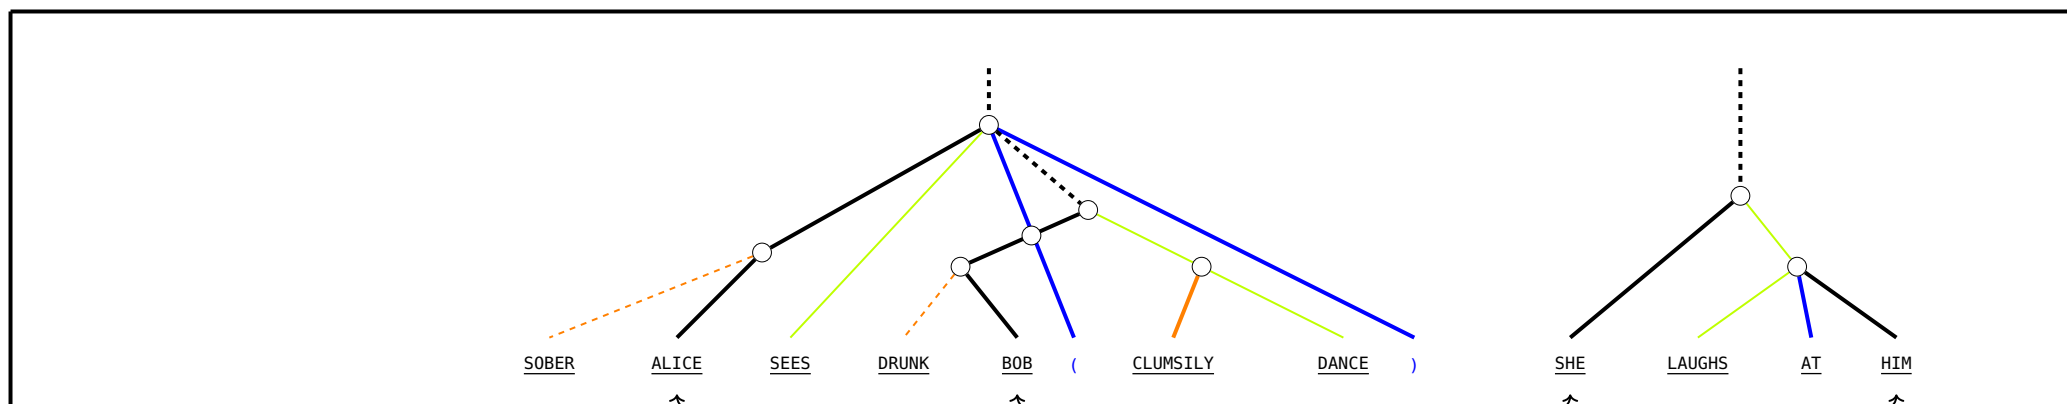 SOBER ALICE SEES DRUNK BOB ( CLUMSILY DANCE ) SHE LAUGHS AT HIM